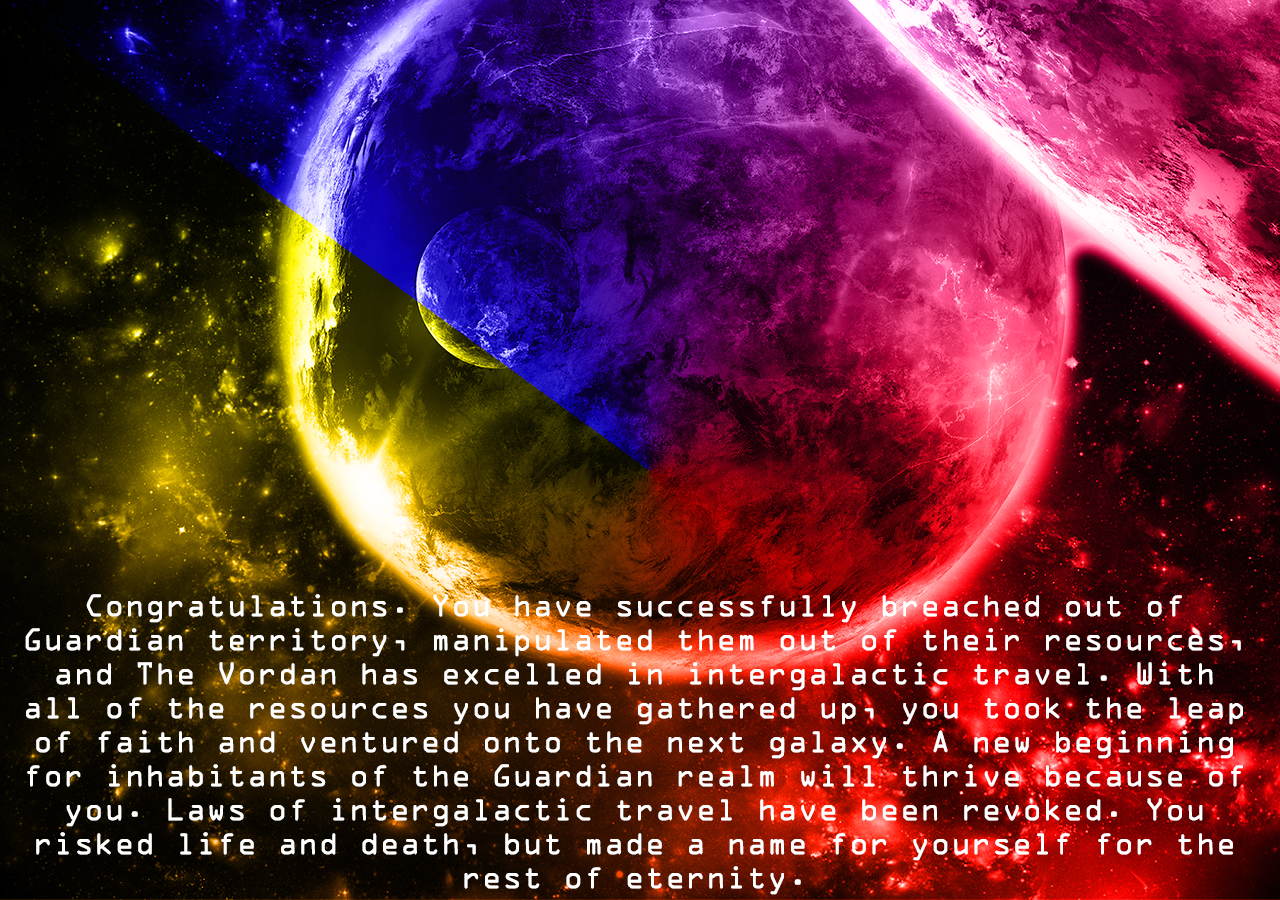 Congratulations. You have successfully breached out of
Guardian territory, manipulated them out of their resources,
and The Vordan has excelled in intergalactic travel. With
all of the resources you have gathered up, you took the leap
of faith and ventured onto the next galaxy. A new beginning
for inhabitants of the Guardian realm will thrive because of
you. Laws of intergalactic travel have been revoked. You
risked life and death, but made a name for yourself for the
rest of eternity.